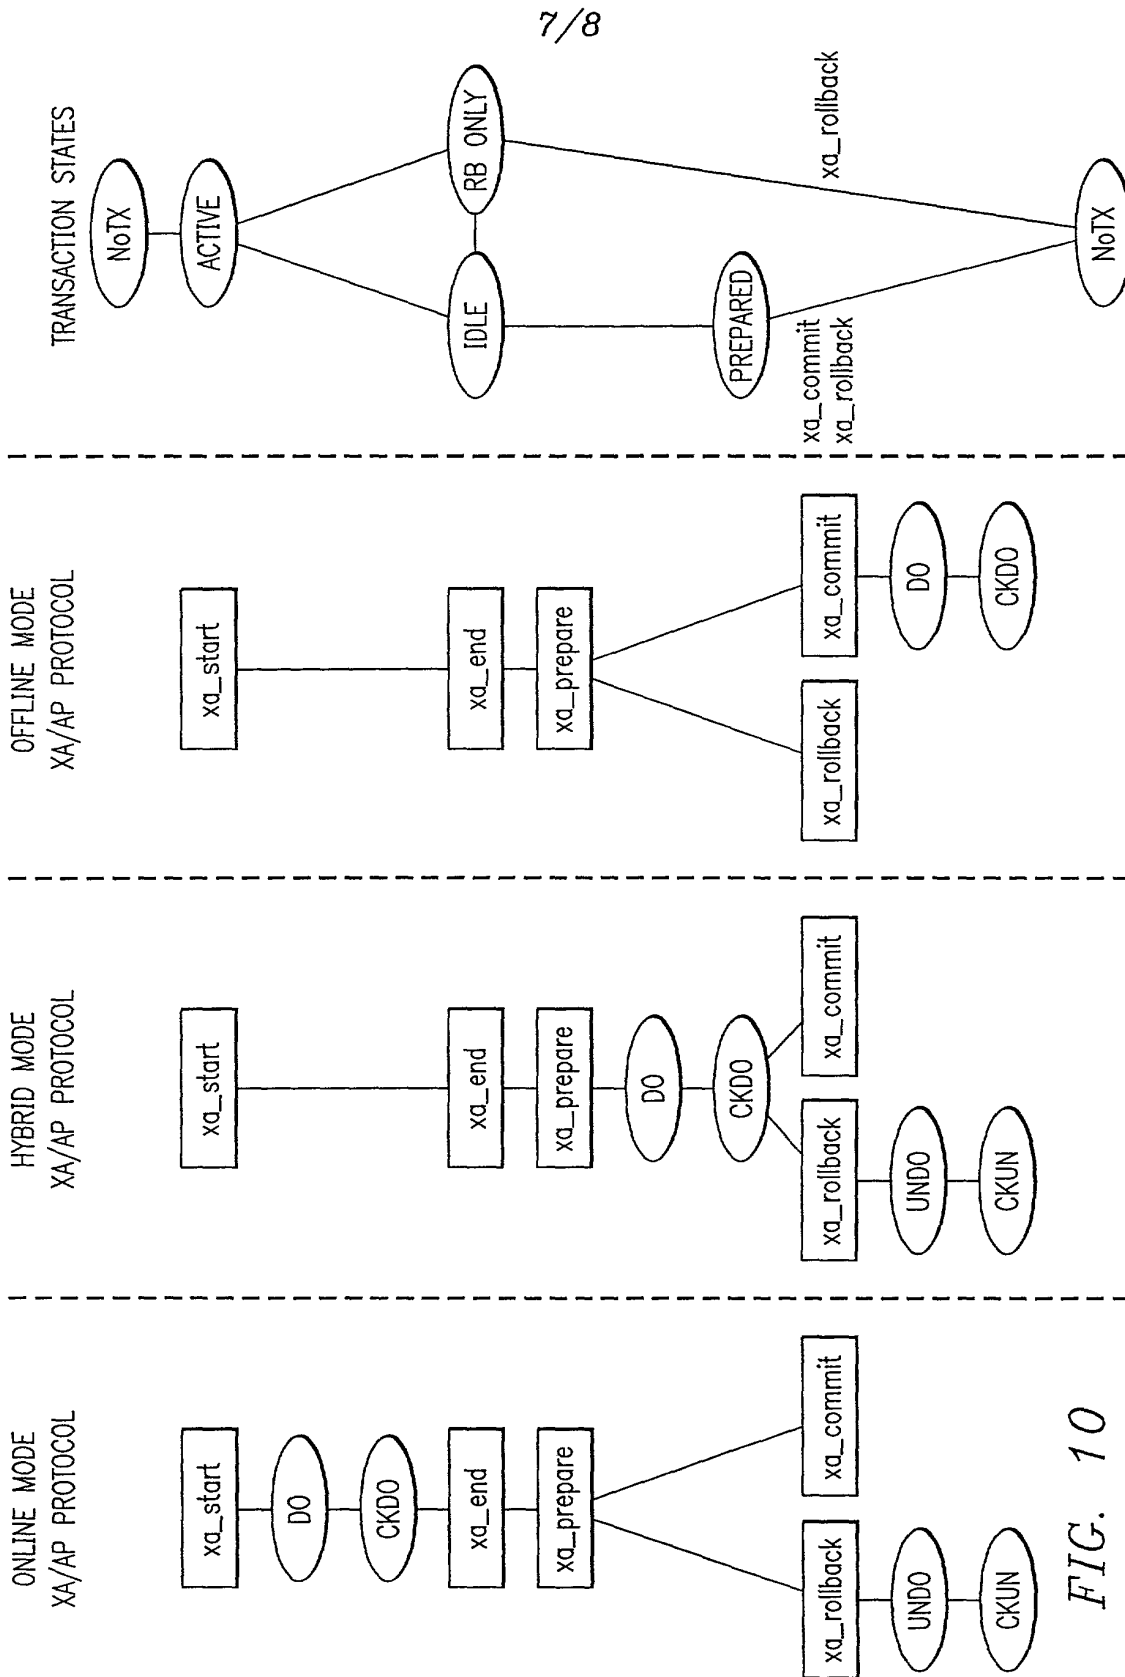 7/8
ONLINE MODE
XA/AP PROTOCOL
xa_start
DO
CKDO
xa_end
xa_prepare
xa_rollback
xa_commit
UNDO
CKUN
HYBRID MODE
XA/AP PROTOCOL
xa_start
xa_end
xa_prepare
DO
CKDO
xa_rollback
xa_commit
UNDO
CKUN
OFFLINE MODE
XA/AP PROTOCOL
xa_start
xa_end
xa_prepare
xa_rollback
xa_commit
DO
CKDO
TRANSACTION STATES
NoTX
ACTIVE
IDLE
RB ONLY
PREPARED
xa_commit
xa_rollback
xa_rollback
NoTX
FIG. 10